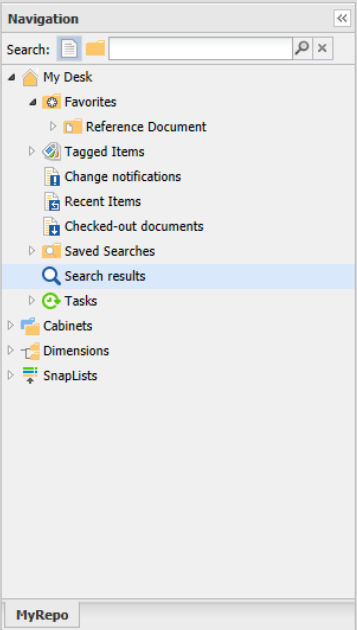 Navigation
Search:
My Desk
Favorites
Reference Document
Tagged Items
Change notifications
Recent Items
Checked-out documents
Saved Searches
Search results
Tasks
Cabinets
Dimensions
SnapLists
MyRepo